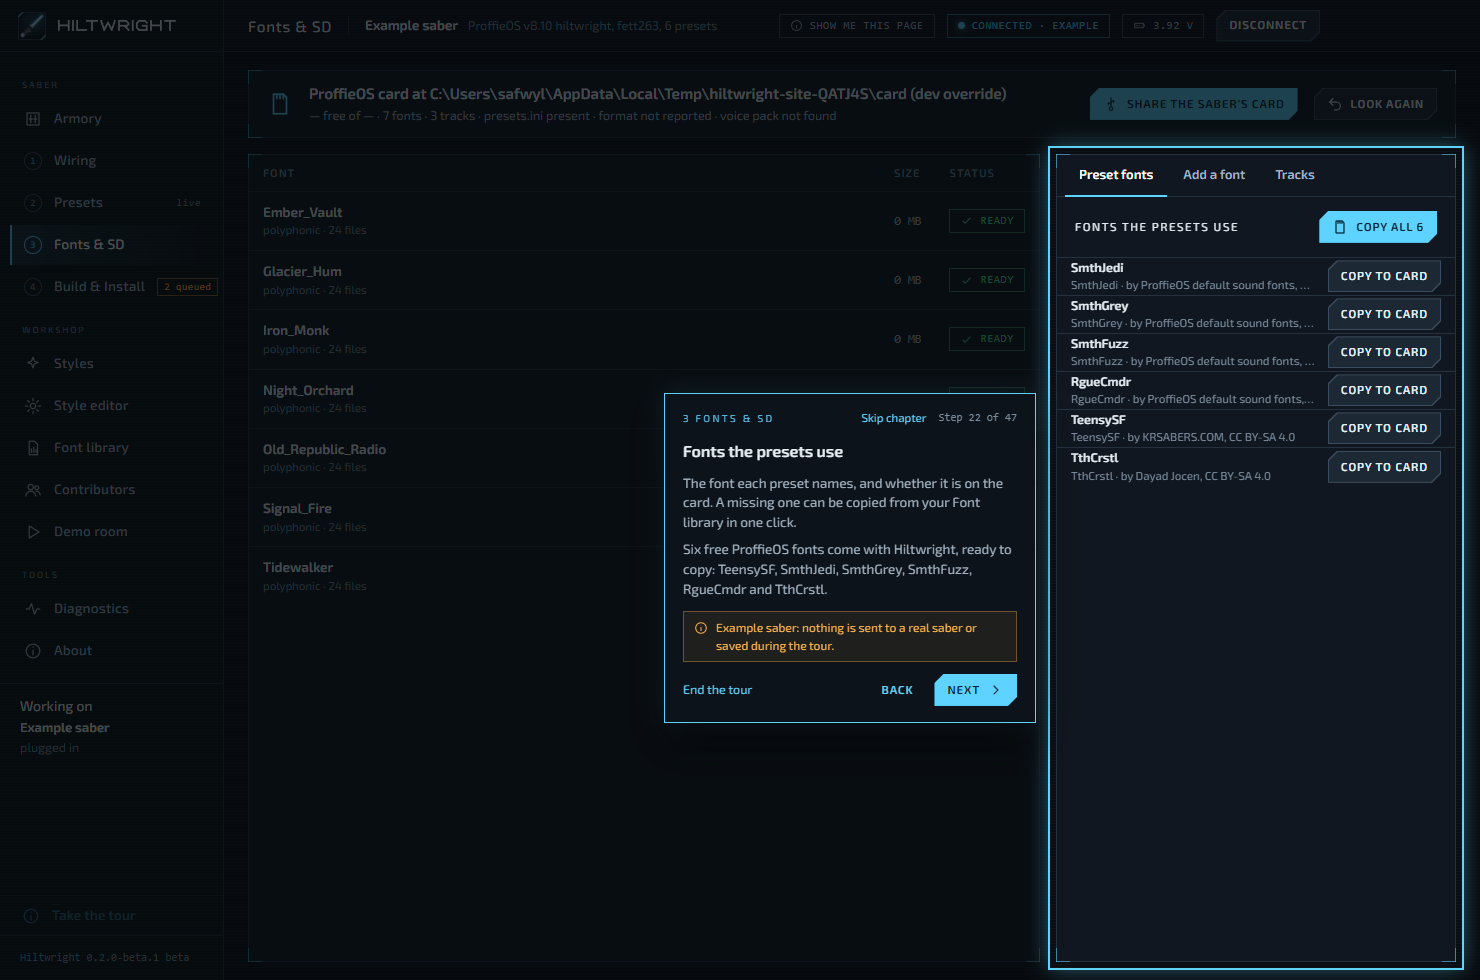 HILTWRIGHT
Fonts & SD
Example saber ProffieOS v8.10 hiltwright, fett263, 6 presets
SHOW ME THIS PAGE
CONNECTED · EXAMPLE
3.92 V
DISCONNECT
SABER
Armory
1 Wiring
2 Presets live
3 Fonts & SD
4 Build & Install 2 queued
WORKSHOP
Styles
Style editor
Font library
Contributors
Demo room
TOOLS
Diagnostics
About
Working on
Example saber
plugged in
Take the tour
Hiltwright 0.2.0-beta.1 beta
ProffieOS card at C:\Users\safwyl\AppData\Local\Temp\hiltwright-site-QATJ4S\card (dev override)
— free of — · 7 fonts · 3 tracks · presets.ini present · format not reported · voice pack not found
SHARE THE SABER'S CARD
LOOK AGAIN
FONT SIZE STATUS
Ember_Vault
polyphonic · 24 files
0 MB READY
Glacier_Hum
polyphonic · 24 files
0 MB READY
Iron_Monk
polyphonic · 24 files
0 MB READY
Night_Orchard
polyphonic · 24 files
Old_Republic_Radio
polyphonic · 24 files
Signal_Fire
polyphonic · 24 files
Tidewalker
polyphonic · 24 files
3 FONTS & SD Skip chapter Step 22 of 47
Fonts the presets use
The font each preset names, and whether it is on the
card. A missing one can be copied from your Font
library in one click.
Six free ProffieOS fonts come with Hiltwright, ready to
copy: TeensySF, SmthJedi, SmthGrey, SmthFuzz,
RgueCmdr and TthCrstl.
Example saber: nothing is sent to a real saber or
saved during the tour.
End the tour BACK NEXT
Preset fonts Add a font Tracks
FONTS THE PRESETS USE COPY ALL 6
SmthJedi
SmthJedi · by ProffieOS default sound fonts, ...
COPY TO CARD
SmthGrey
SmthGrey · by ProffieOS default sound fonts, ...
COPY TO CARD
SmthFuzz
SmthFuzz · by ProffieOS default sound fonts, ...
COPY TO CARD
RgueCmdr
RgueCmdr · by ProffieOS default sound fonts,...
COPY TO CARD
TeensySF
TeensySF · by KRSABERS.COM, CC BY-SA 4.0
COPY TO CARD
TthCrstl
TthCrstl · by Dayad Jocen, CC BY-SA 4.0
COPY TO CARD